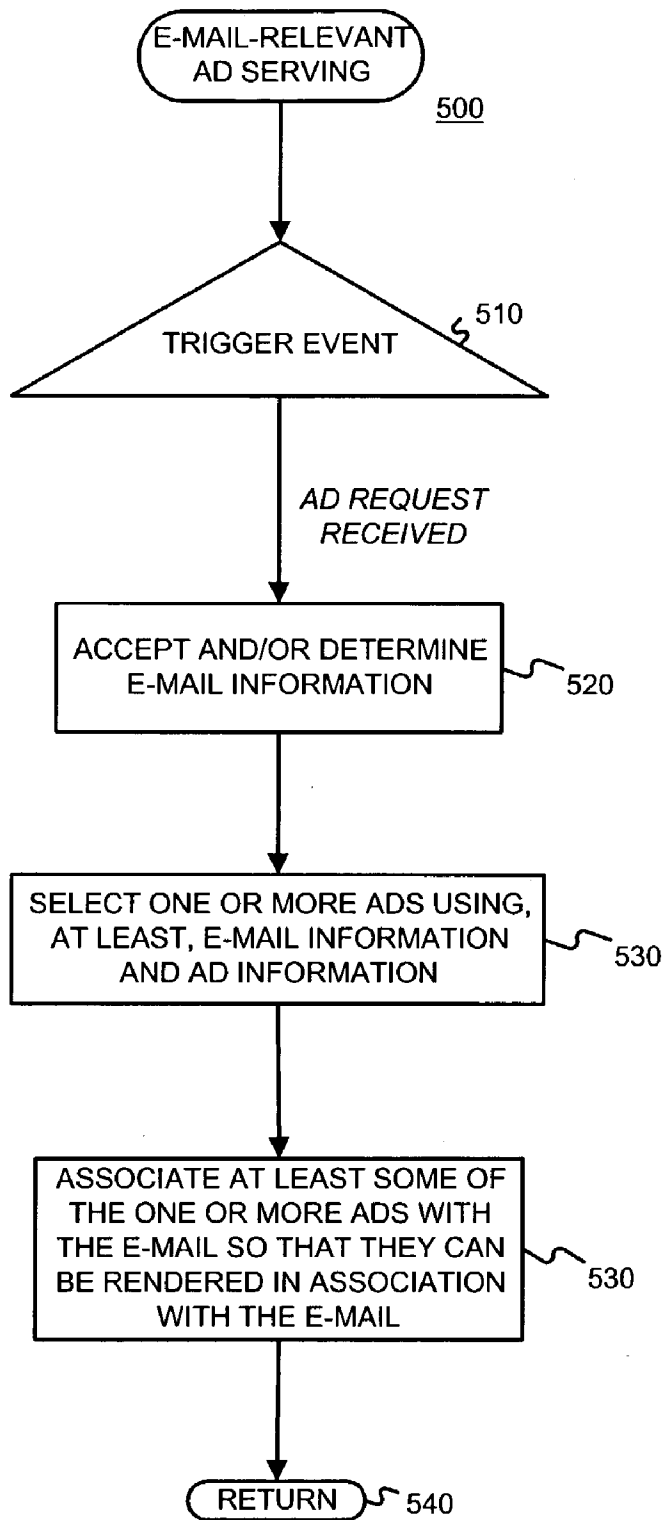 E-MAIL-RELEVANT
AD SERVING
500
TRIGGER EVENT
510
AD REQUEST
RECEIVED
ACCEPT AND/OR DETERMINE
E-MAIL INFORMATION
520
SELECT ONE OR MORE ADS USING,
AT LEAST, E-MAIL INFORMATION
AND AD INFORMATION
530
ASSOCIATE AT LEAST SOME OF
THE ONE OR MORE ADS WITH
THE E-MAIL SO THAT THEY CAN
BE RENDERED IN ASSOCIATION
WITH THE E-MAIL
530
RETURN
540